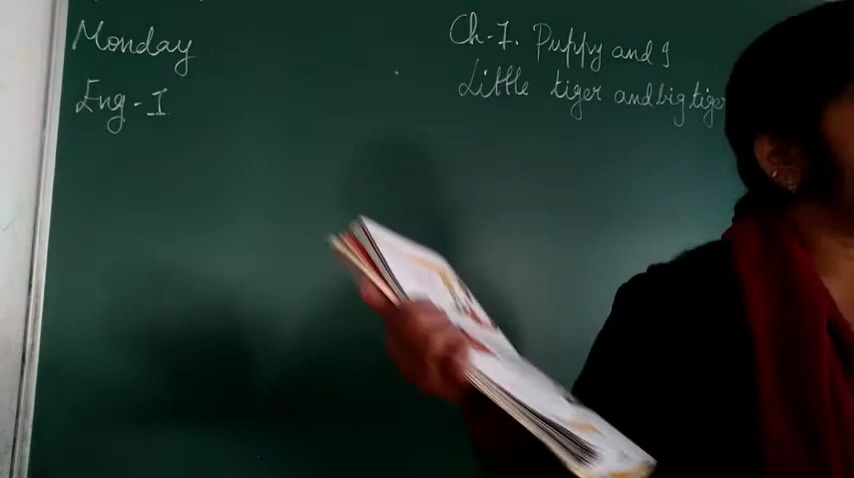 Monday
Eng-I
Ch-7. Puppy and I
Little tiger and big tiger